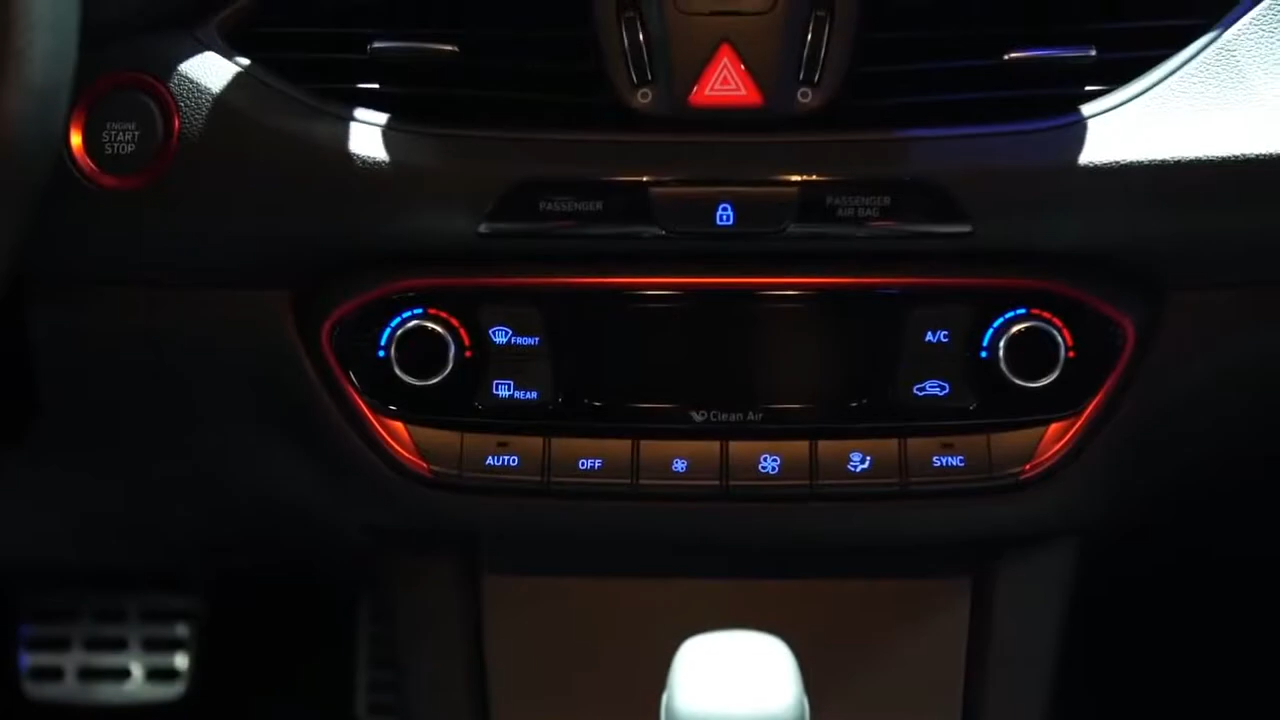 ENGINE
START
STOP
PASSENGER
PASSENGER
AIR BAG
FRONT
A/C
REAR
Clean Air
AUTO
OFF
SYNC